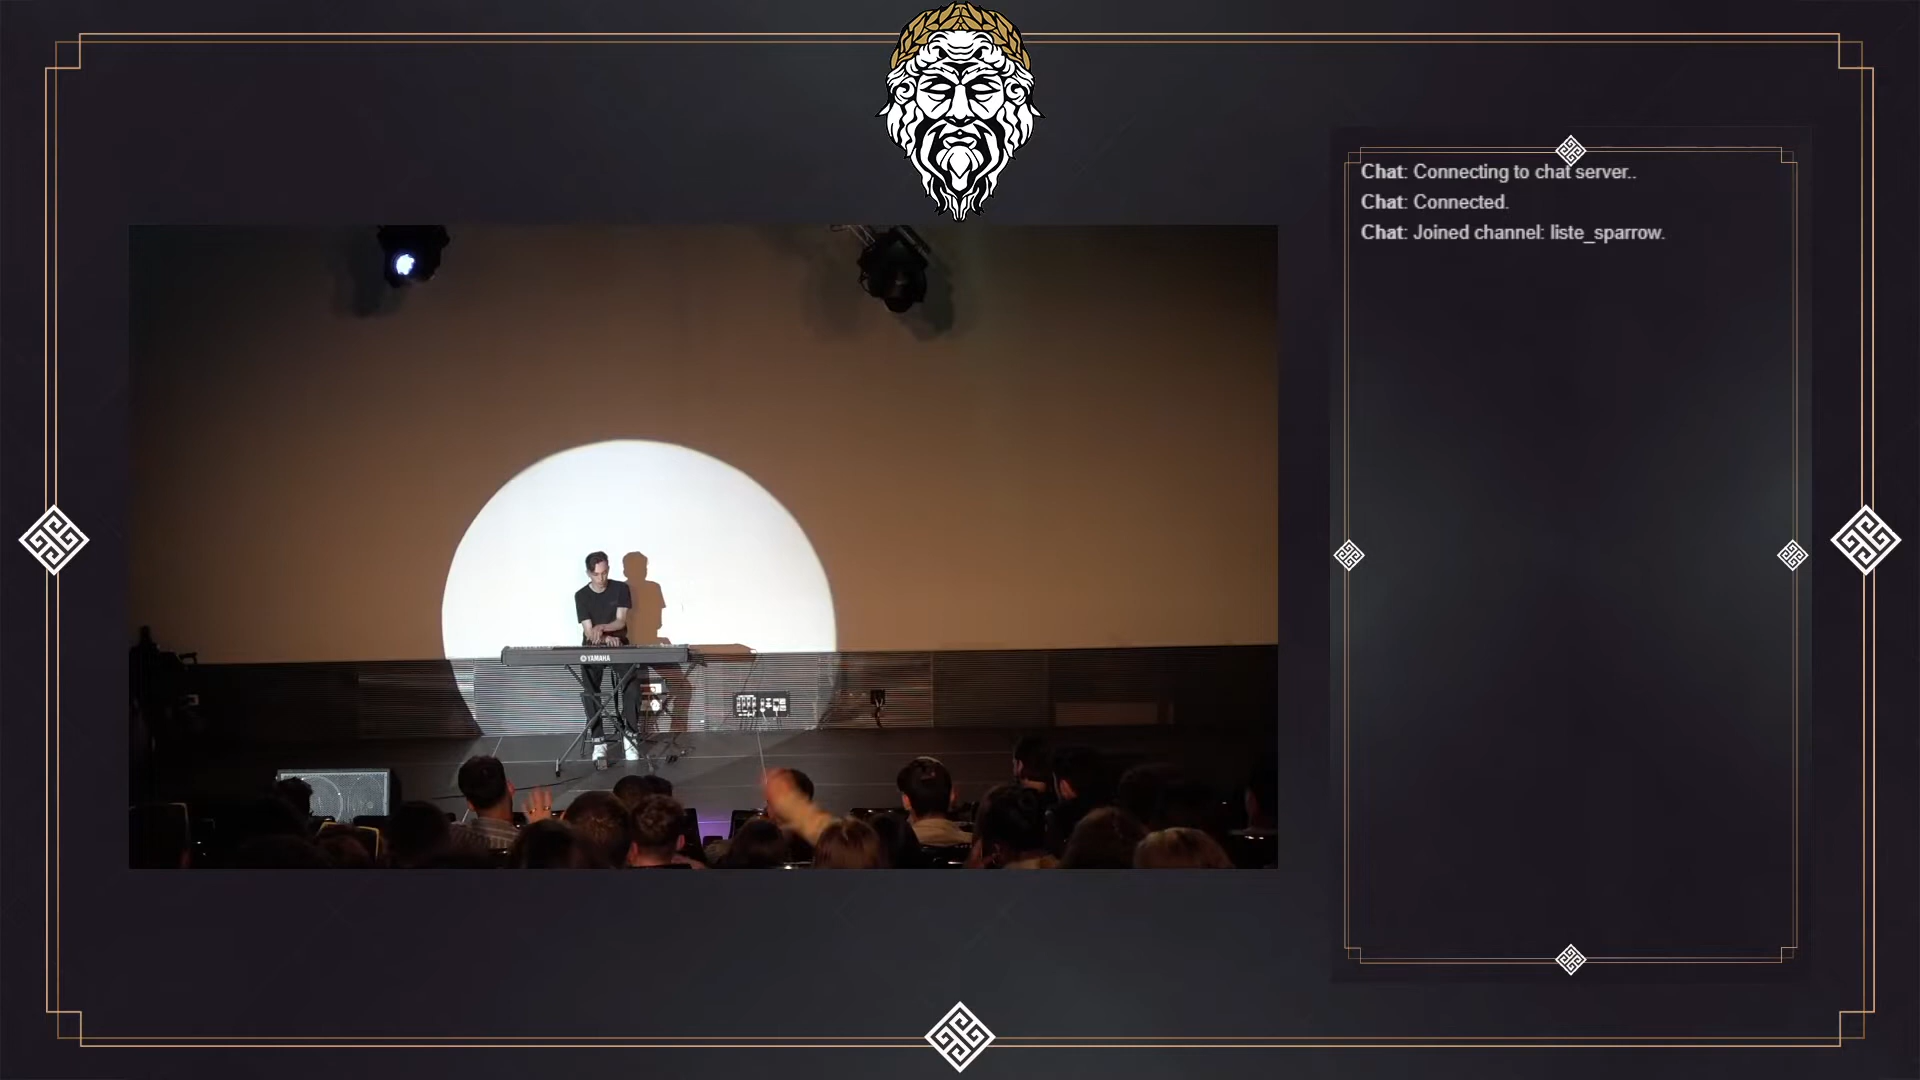 Chat: Connecting to chat server..
Chat: Connected.
Chat: Joined channel: liste_sparrow.
YAMAHA